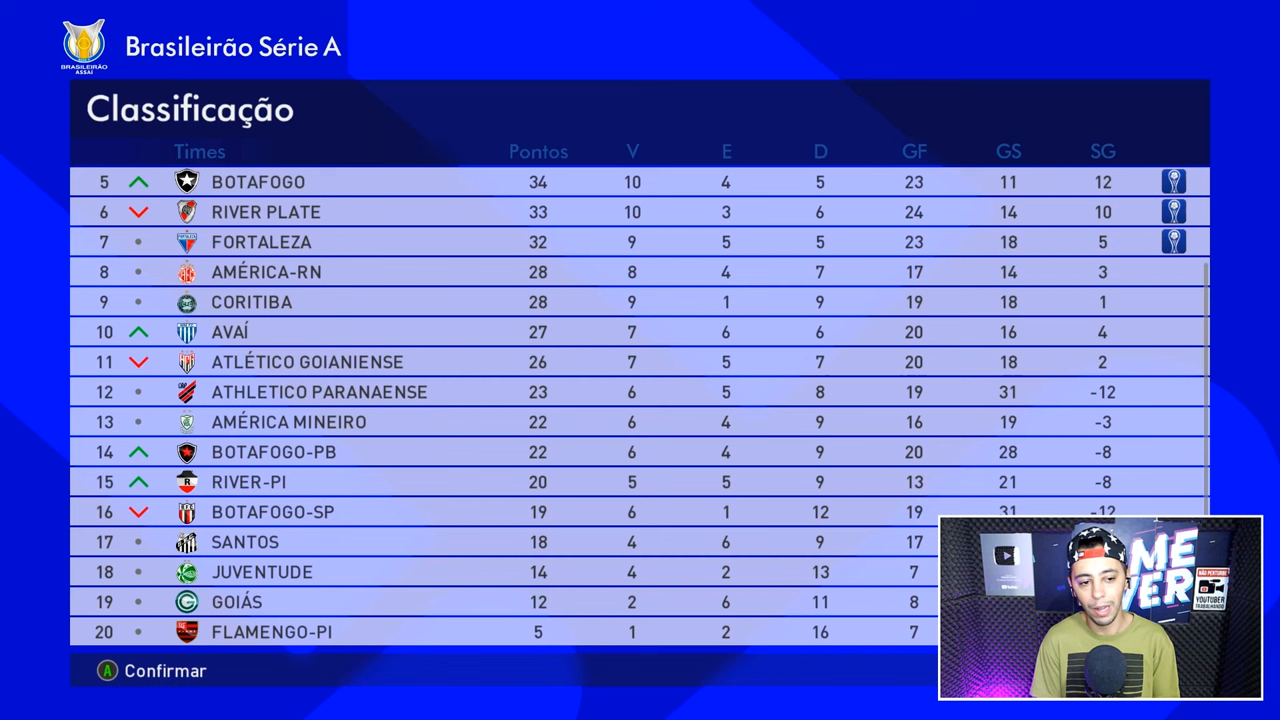 BRASILEIRÃO
ASSAÍ
Brasileirão Série A
Classificação
Times Pontos V E D GF GS SG
5 BOTAFOGO 34 10 4 5 23 11 12
6 RIVER PLATE 33 10 3 6 24 14 10
7 FORTALEZA 32 9 5 5 23 18 5
8 AMÉRICA-RN 28 8 4 7 17 14 3
9 CORITIBA 28 9 1 9 19 18 1
10 AVAÍ 27 7 6 6 20 16 4
11 ATLÉTICO GOIANIENSE 26 7 5 7 20 18 2
12 ATHLETICO PARANAENSE 23 6 5 8 19 31 -12
13 AMÉRICA MINEIRO 22 6 4 9 16 19 -3
14 BOTAFOGO-PB 22 6 4 9 20 28 -8
15 RIVER-PI 20 5 5 9 13 21 -8
16 BOTAFOGO-SP 19 6 1 12 19 31 -12
17 SANTOS 18 4 6 9 17
18 JUVENTUDE 14 4 2 13 7
19 GOIÁS 12 2 6 11 8
20 FLAMENGO-PI 5 1 2 16 7
A Confirmar
ME
VER
NÃO PERTURBE
YOUTUBER
TRABALHANDO